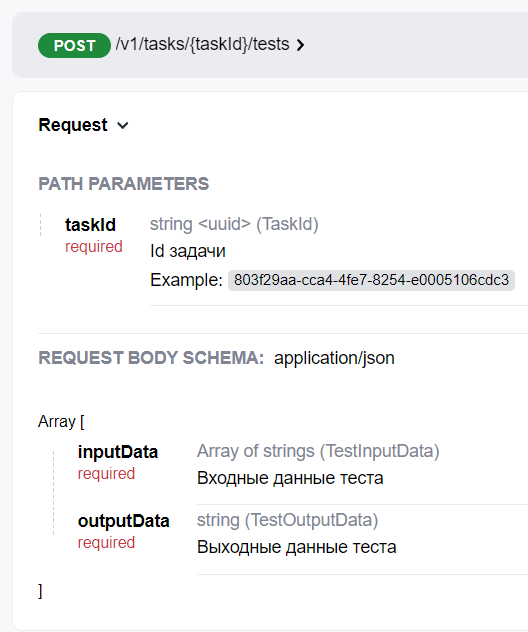 POST /v1/tasks/{taskId}/tests
Request
PATH PARAMETERS
taskId string <uuid> (TaskId)
required Id задачи
Example: 803f29aa-cca4-4fe7-8254-e0005106cdc3
REQUEST BODY SCHEMA: application/json
Array [
inputData Array of strings (TestInputData)
required Входные данные теста
outputData string (TestOutputData)
required Выходные данные теста
]